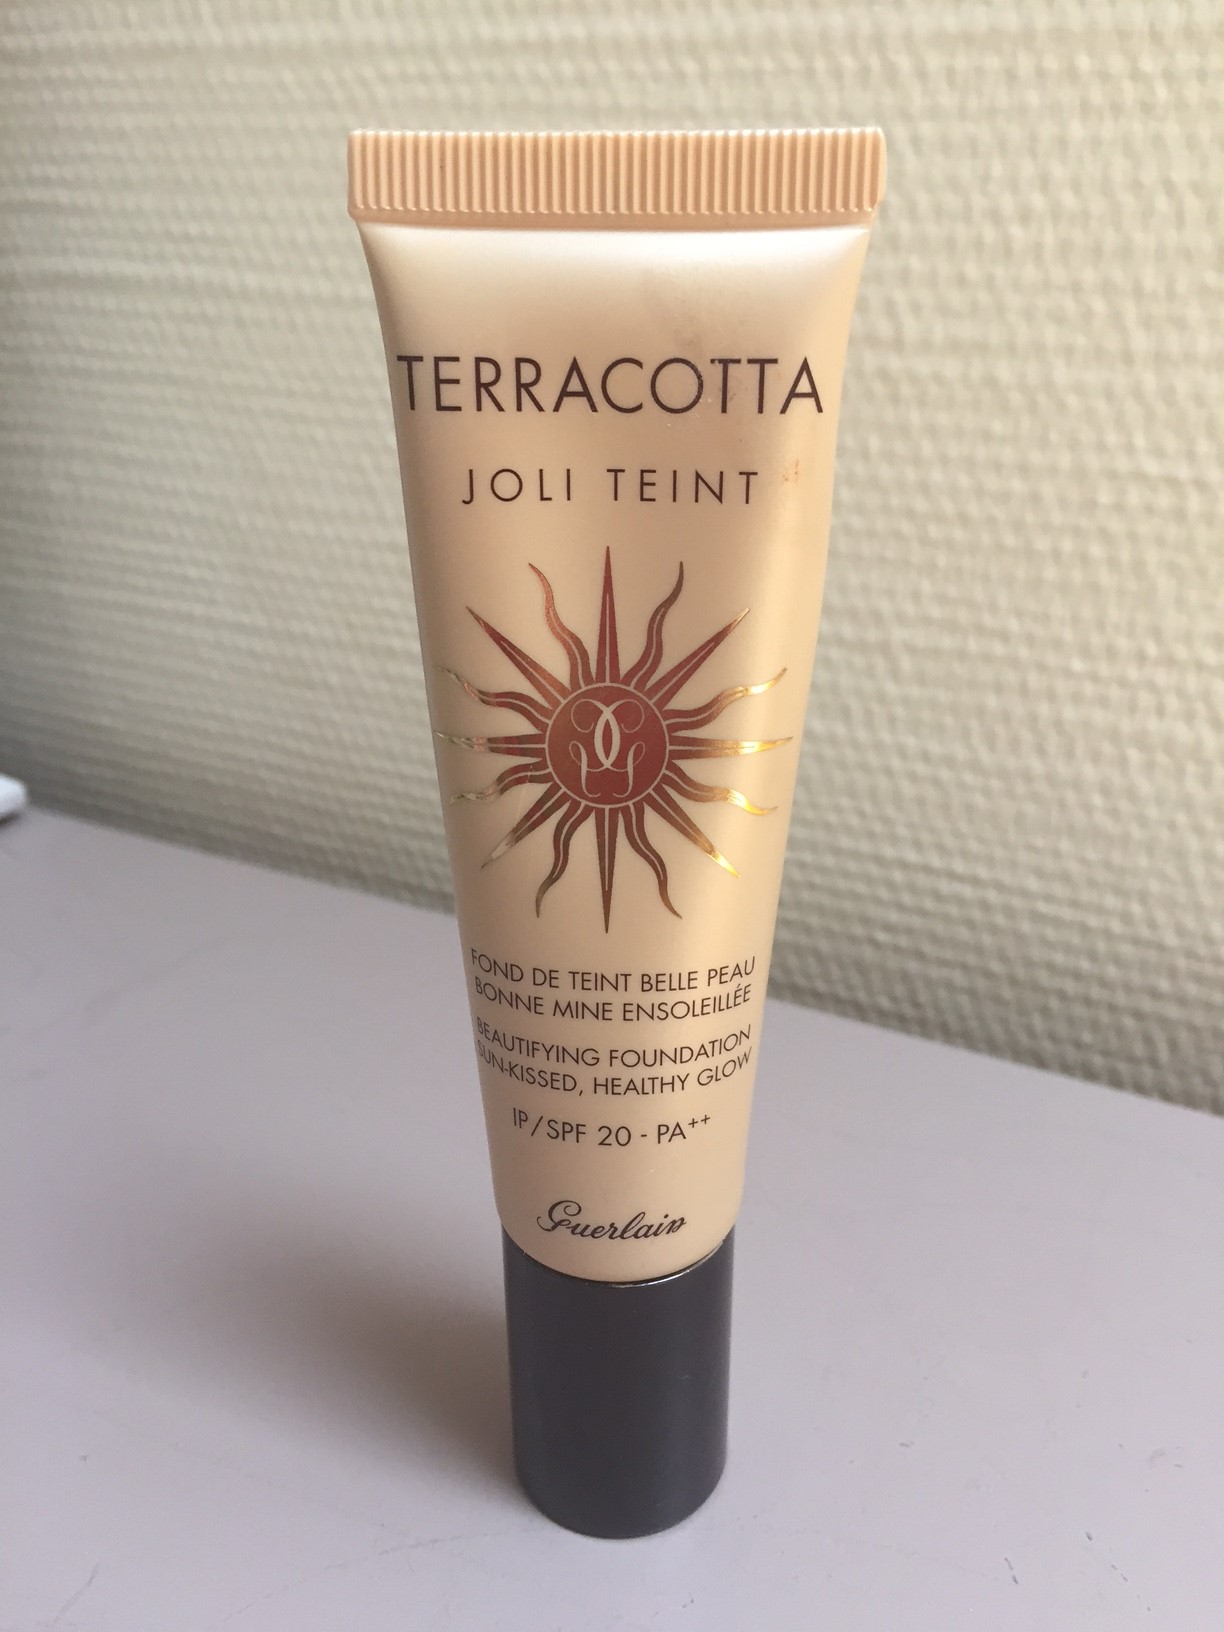 TERRACOTTA
JOLI TEINT
FOND DE TEINT BELLE PEAU
BONNE MINE ENSOLEILLÉE
BEAUTIFYING FOUNDATION
SUN-KISSED, HEALTHY GLOW
IP/SPF 20 - PA++
Guerlain